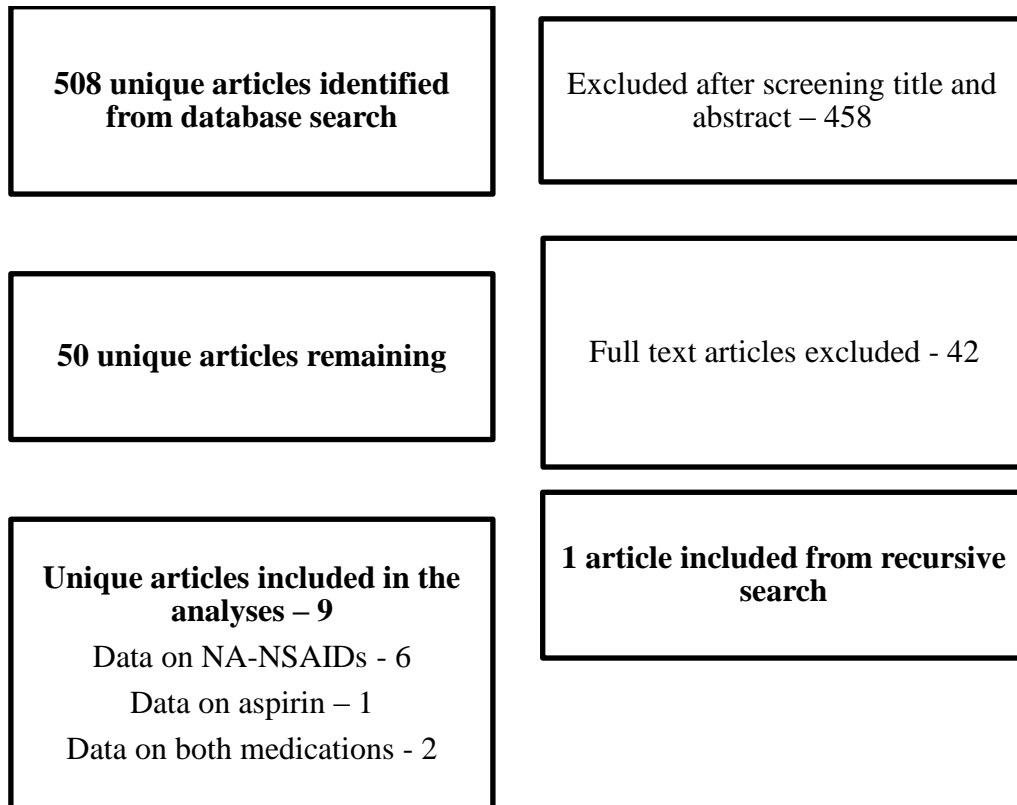 508 unique articles identified
from database search
Excluded after screening title and
abstract – 458
50 unique articles remaining
Full text articles excluded - 42
Unique articles included in the
analyses – 9
Data on NA-NSAIDs - 6
Data on aspirin – 1
Data on both medications - 2
1 article included from recursive
search